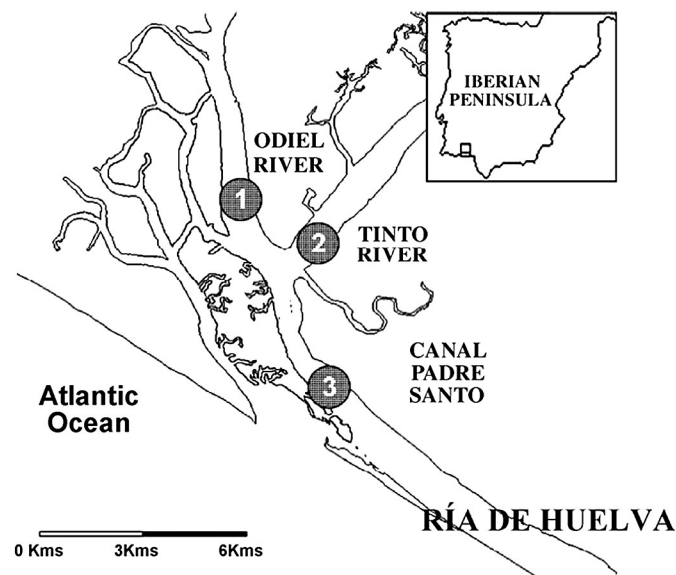 IBERIAN
PENINSULA
ODIEL
RIVER
1
2
TINTO
RIVER
CANAL
PADRE
SANTO
3
Atlantic
Ocean
RÍA DE HUELVA
0 Kms 3Kms 6Kms